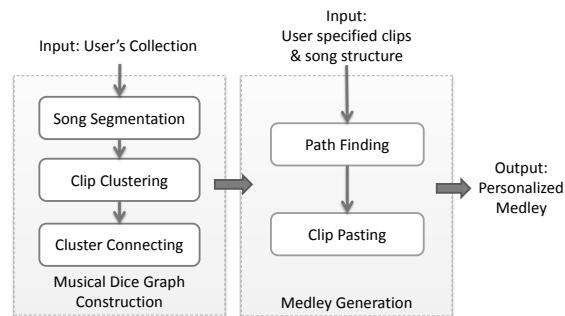 Input: User's Collection
Song Segmentation
Clip Clustering
Cluster Connecting
Musical Dice Graph
Construction
Input:
User specified clips
& song structure
Path Finding
Clip Pasting
Medley Generation
Output:
Personalized
Medley